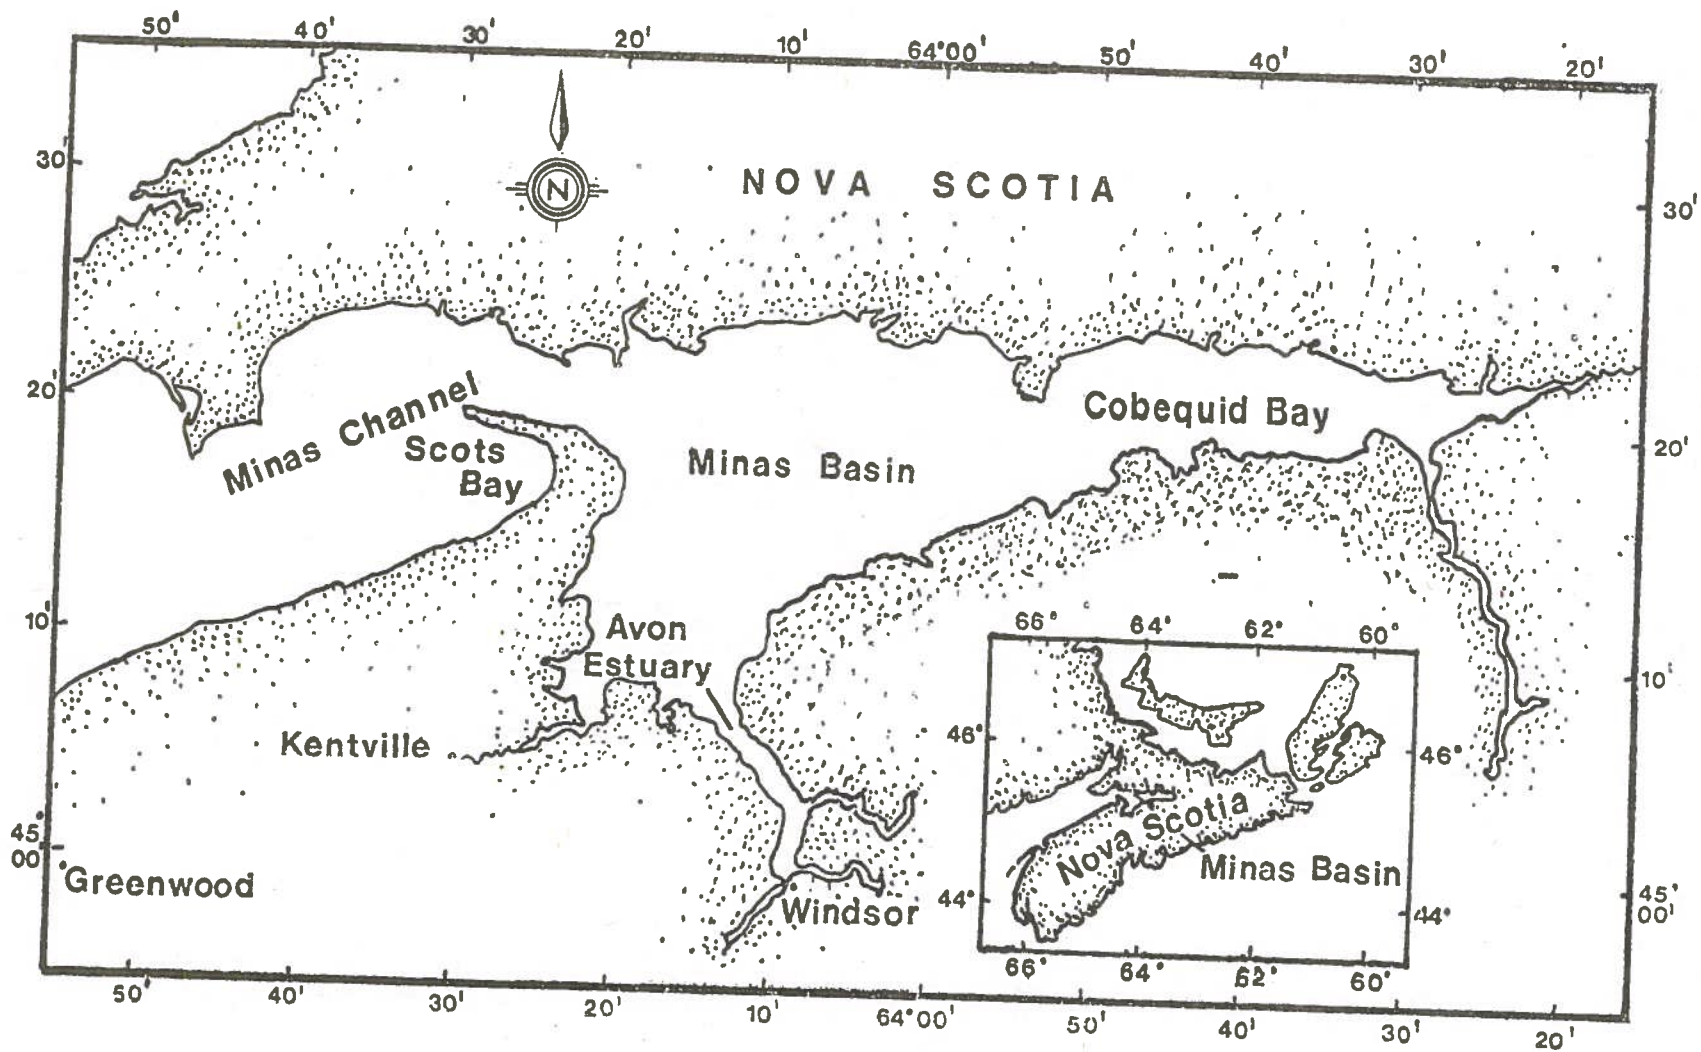 50' 40' 30' 20' 10' 64°00' 50' 40' 30' 20'
30'
N
NOVA SCOTIA
30'
20'
Minas Channel
Scots
Bay
Minas Basin
Cobequid Bay
20'
10'
Avon
Estuary
Kentville
10'
45°
00'
Greenwood
Windsor
45'
00'
66° 64° 62° 60°
46°
46°
Nova Scotia
Minas Basin
44°
44°
66° 64° 62° 60°
50' 40' 30' 20' 10' 64°00' 50' 40' 30' 20'